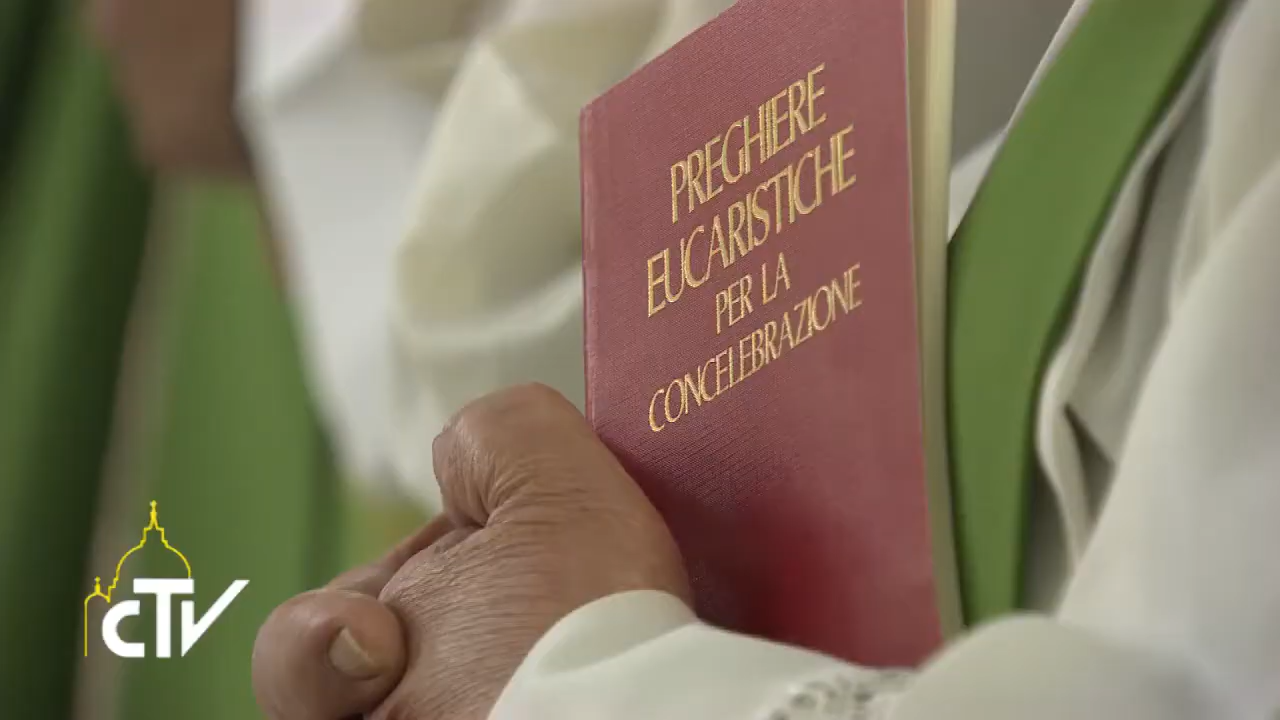 PREGHIERE
EUCARISTICHE
PER LA
CONCELEBRAZIONE
CTV